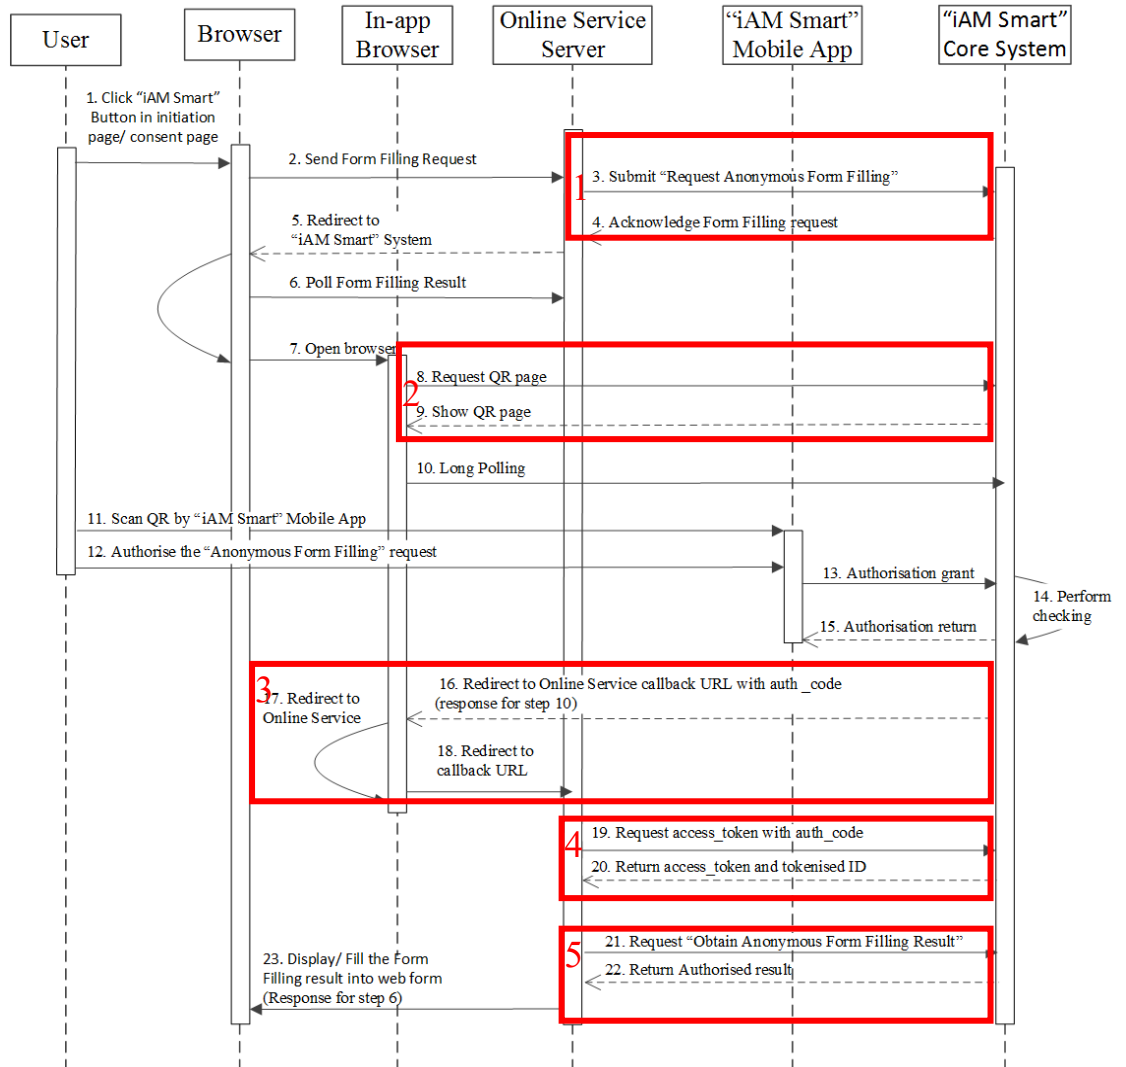 User
Browser
In-app
Browser
Online Service
Server
“iAM Smart”
Mobile App
“iAM Smart”
Core System
1. Click “iAM Smart”
Button in initiation
page/ consent page
2. Send Form Filling Request
1
3. Submit “Request Anonymous Form Filling”
4. Acknowledge Form Filling request
5. Redirect to
“iAM Smart” System
6. Poll Form Filling Result
7. Open browser
2
8. Request QR page
9. Show QR page
10. Long Polling
11. Scan QR by “iAM Smart” Mobile App
12. Authorise the “Anonymous Form Filling” request
13. Authorisation grant
14. Perform
checking
15. Authorisation return
3
16. Redirect to Online Service callback URL with auth _code
(response for step 10)
17. Redirect to
Online Service
18. Redirect to
callback URL
4
19. Request access_token with auth_code
20. Return access_token and tokenised ID
5
21. Request “Obtain Anonymous Form Filling Result”
22. Return Authorised result
23. Display/ Fill the Form
Filling result into web form
(Response for step 6)